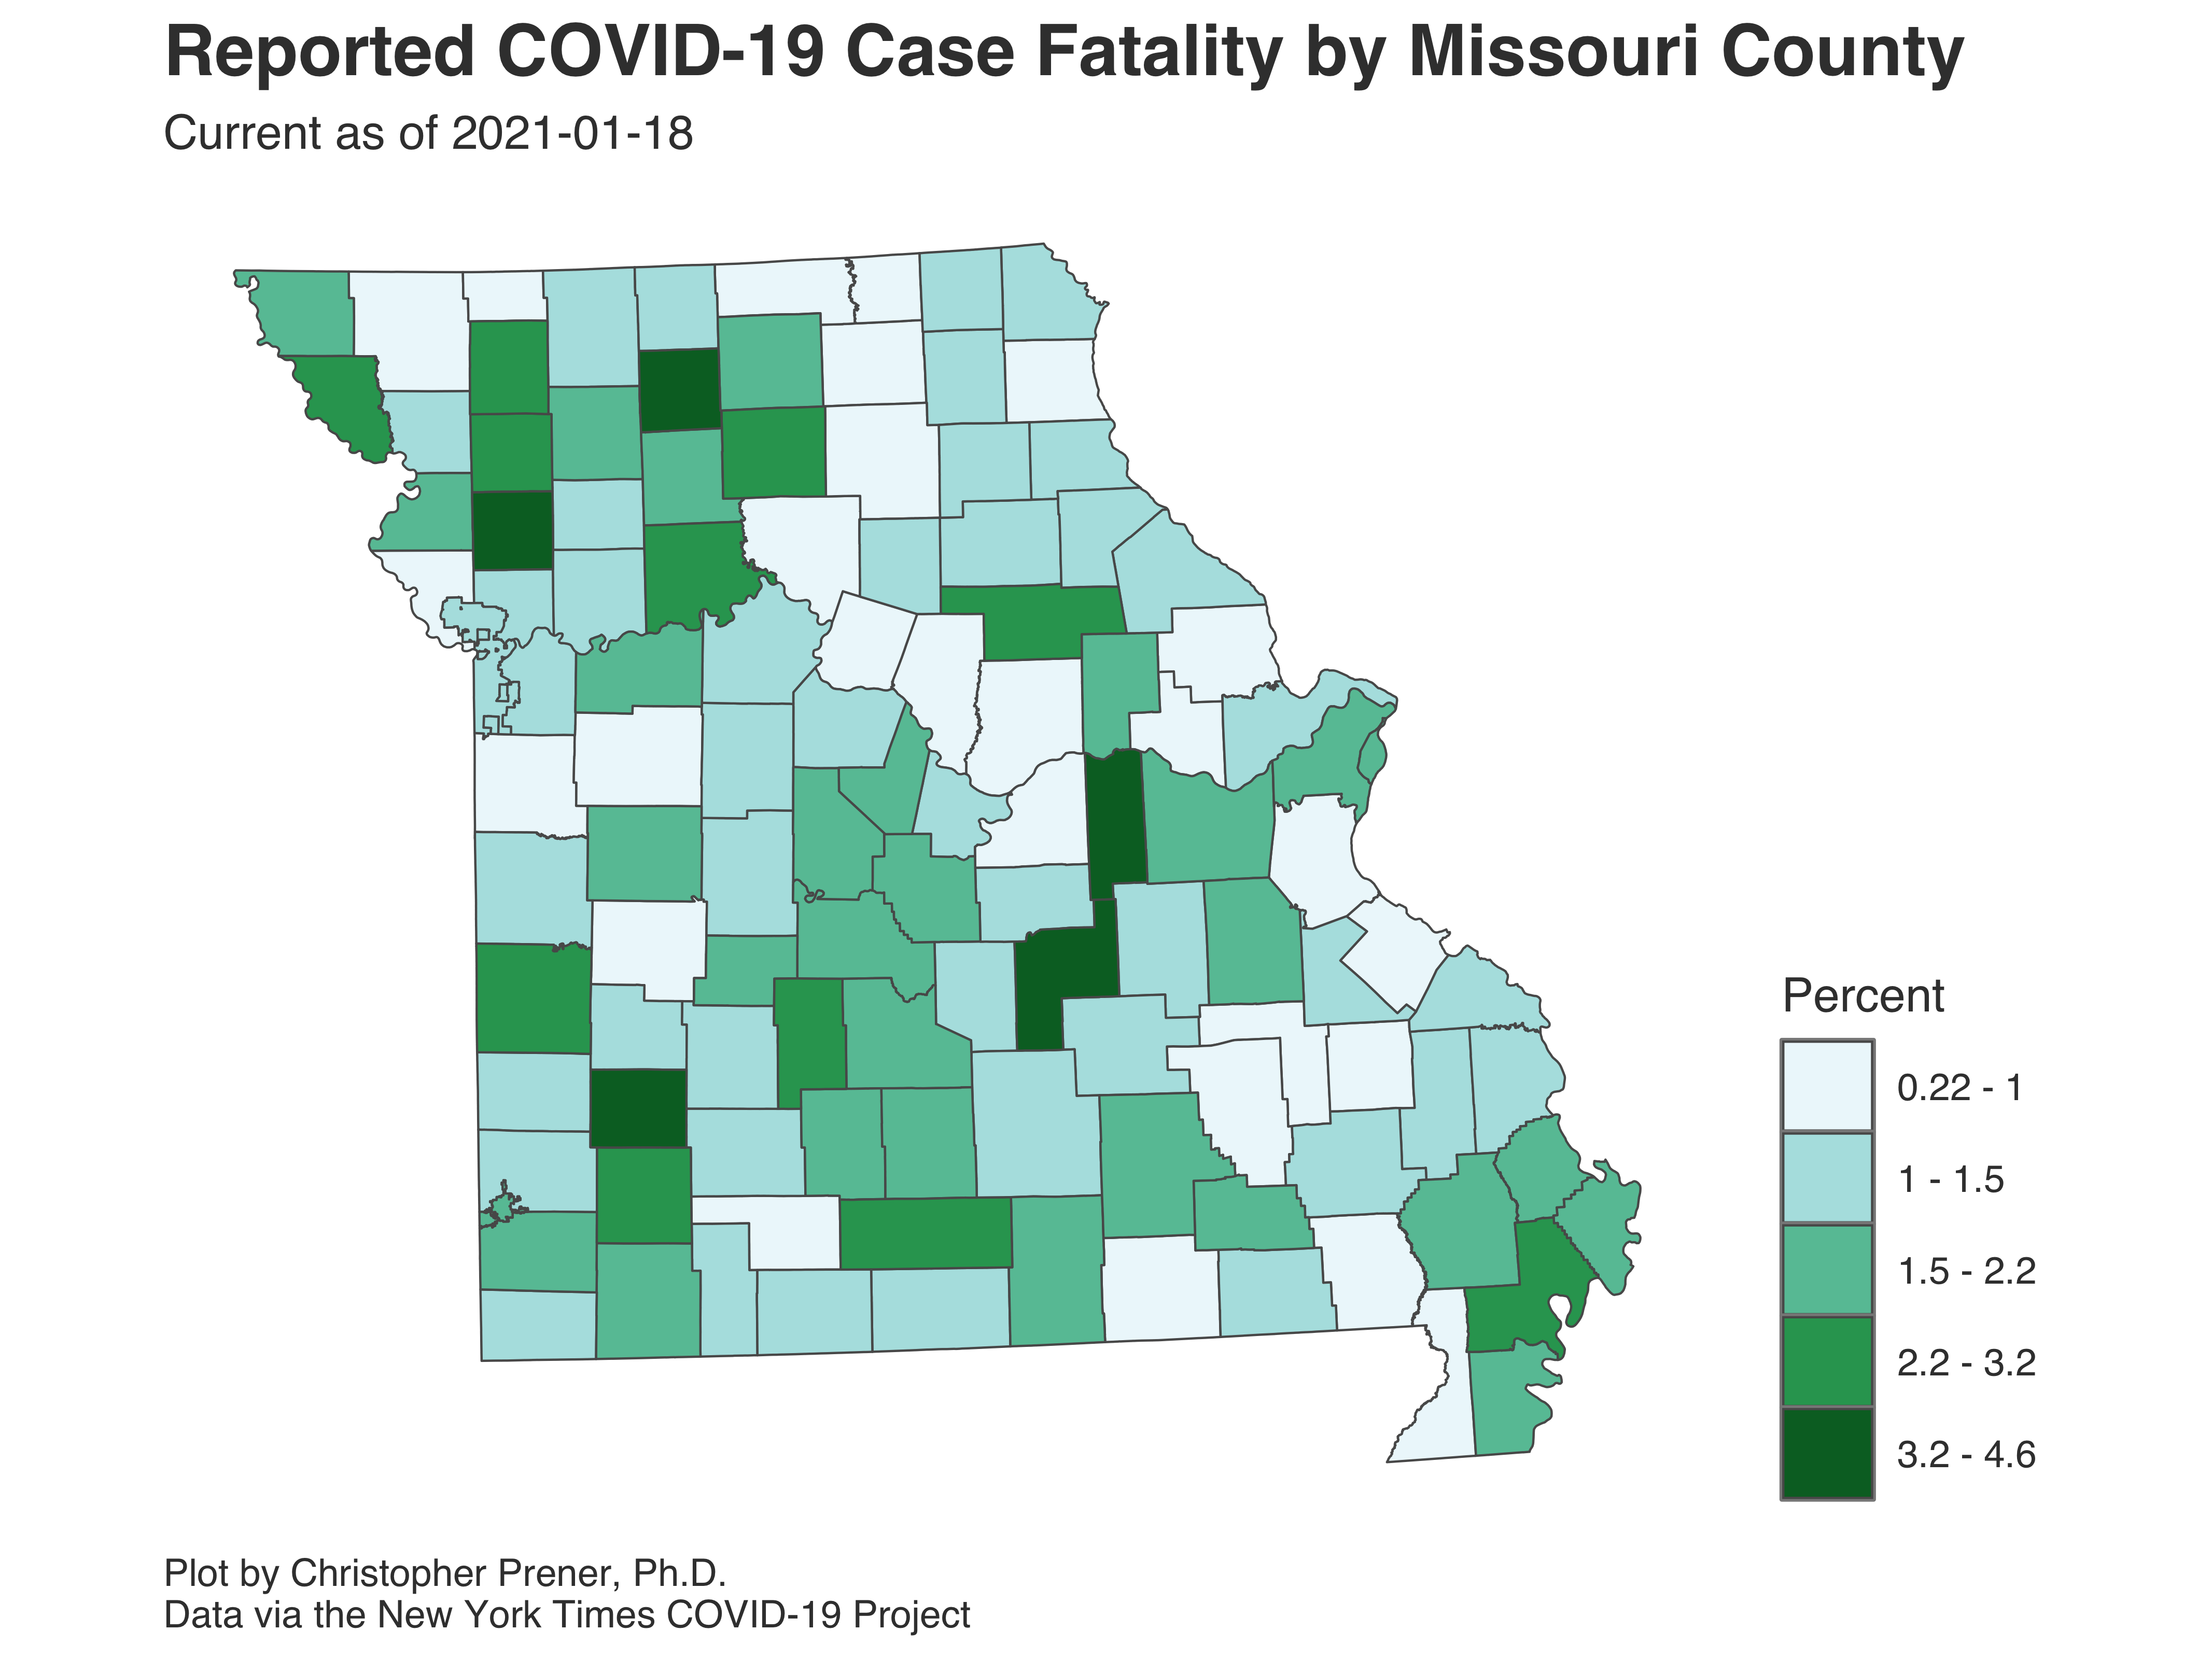 Reported COVID-19 Case Fatality by Missouri County
Current as of 2021-01-18
Percent
0.22 - 1
1 - 1.5
1.5 - 2.2
2.2 - 3.2
3.2 - 4.6
Plot by Christopher Prener, Ph.D.
Data via the New York Times COVID-19 Project